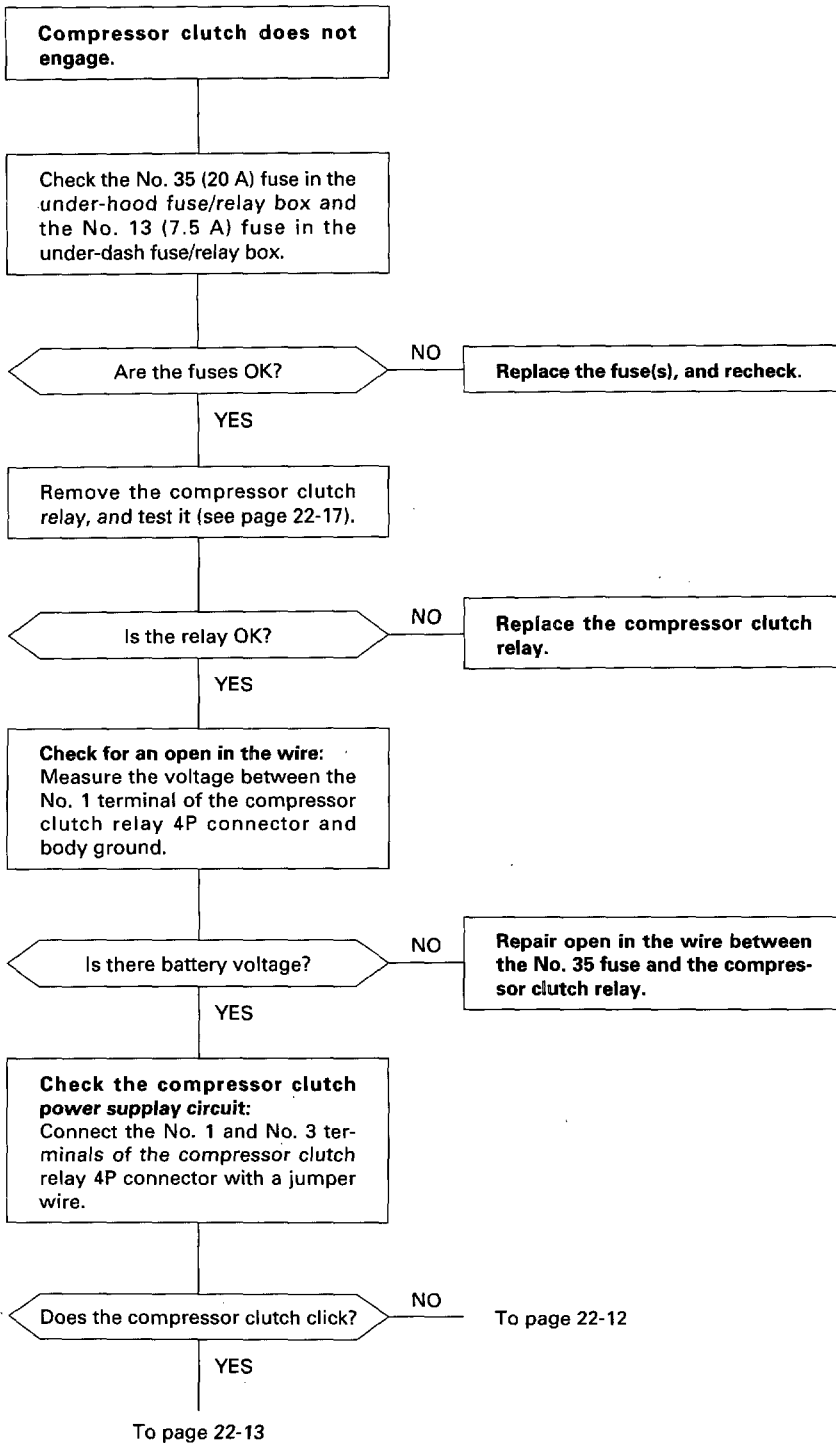 Compressor clutch does not
engage.
Check the No. 35 (20 A) fuse in the
under-hood fuse/relay box and
the No. 13 (7.5 A) fuse in the
under-dash fuse/relay box.
Are the fuses OK?
NO
Replace the fuse(s), and recheck.
YES
Remove the compressor clutch
relay, and test it (see page 22-17).
Is the relay OK?
NO
Replace the compressor clutch
relay.
YES
Check for an open in the wire:
Measure the voltage between the
No. 1 terminal of the compressor
clutch relay 4P connector and
body ground.
Is there battery voltage?
NO
Repair open in the wire between
the No. 35 fuse and the compres-
sor clutch relay.
YES
Check the compressor clutch
power supplay circuit:
Connect the No. 1 and No. 3 ter-
minals of the compressor clutch
relay 4P connector with a jumper
wire.
Does the compressor clutch click?
NO
To page 22-12
YES
To page 22-13